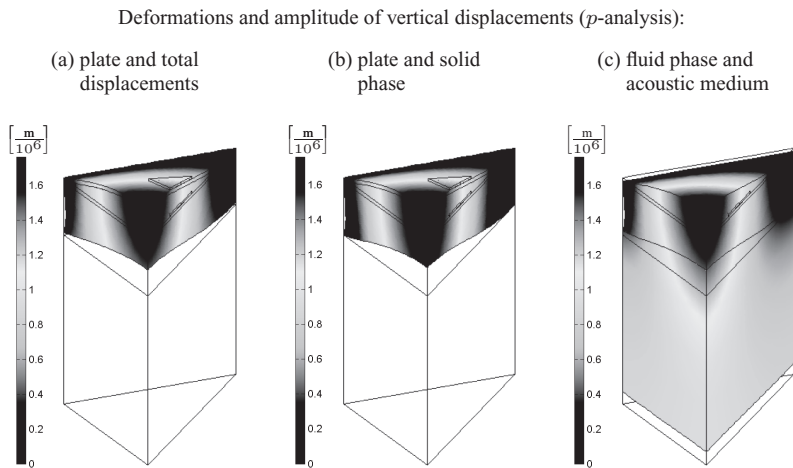 Deformations and amplitude of vertical displacements (p-analysis):
(a) plate and total
displacements
(b) plate and solid
phase
(c) fluid phase and
acoustic medium
[m/10^6]
1.6
1.4
1.2
1
0.8
0.6
0.4
0.2
0
[m/10^6]
1.6
1.4
1.2
1
0.8
0.6
0.4
0.2
0
[m/10^6]
1.6
1.4
1.2
1
0.8
0.6
0.4
0.2
0